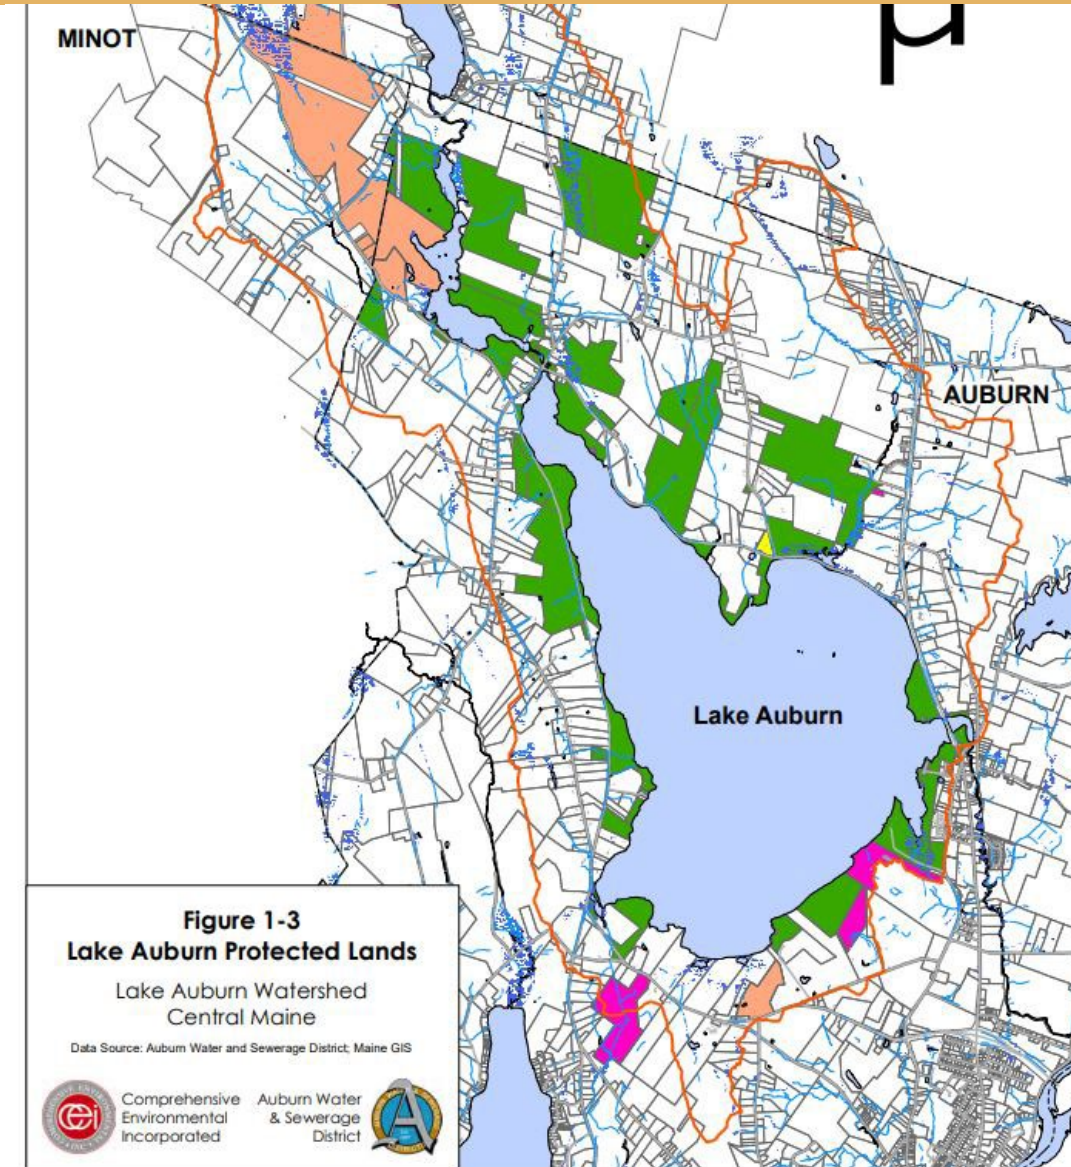 MINOT
µ
AUBURN
Lake Auburn
Figure 1-3
Lake Auburn Protected Lands
Lake Auburn Watershed
Central Maine
Data Source: Auburn Water and Sewerage District; Maine GIS
cei
Comprehensive
Environmental
Incorporated
Auburn Water
& Sewerage
District
A